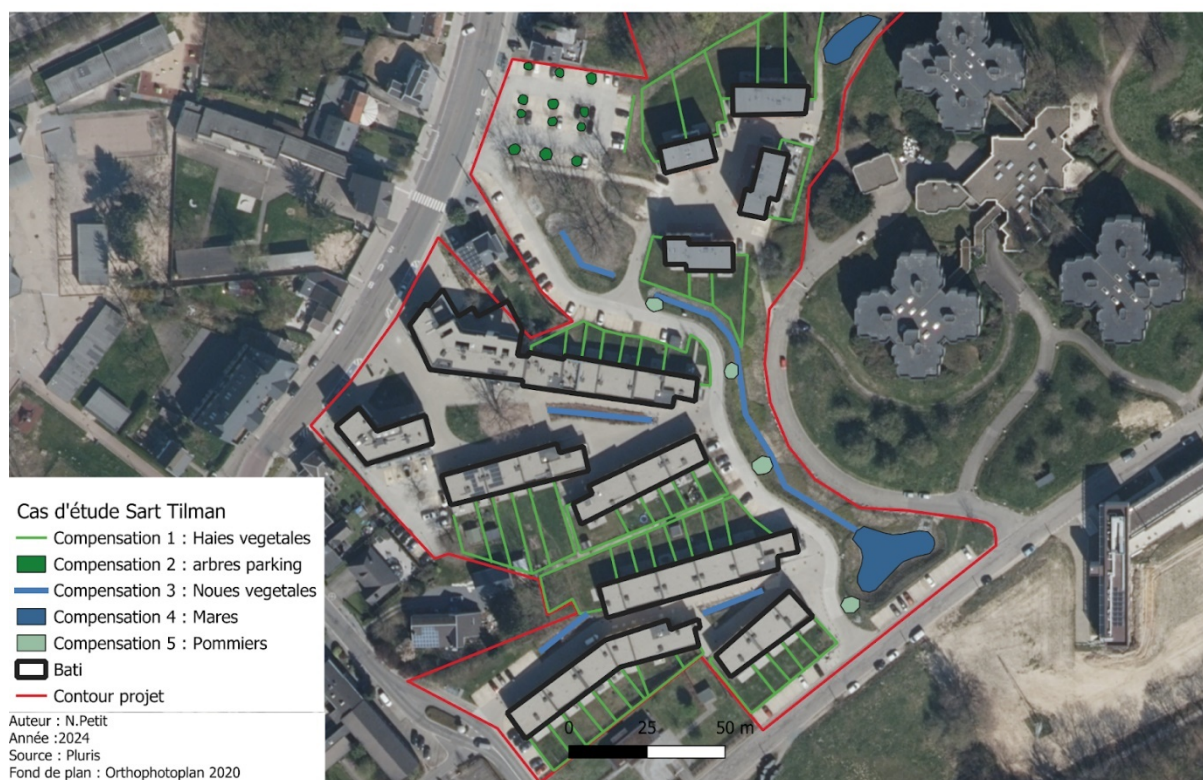 Cas d'étude Sart Tilman
Compensation 1 : Haies vegetales
Compensation 2 : arbres parking
Compensation 3 : Noues vegetales
Compensation 4 : Mares
Compensation 5 : Pommiers
Bati
Contour projet
Auteur : N.Petit
Année :2024
Source : Pluris
Fond de plan : Orthophotoplan 2020
0 25 50 m